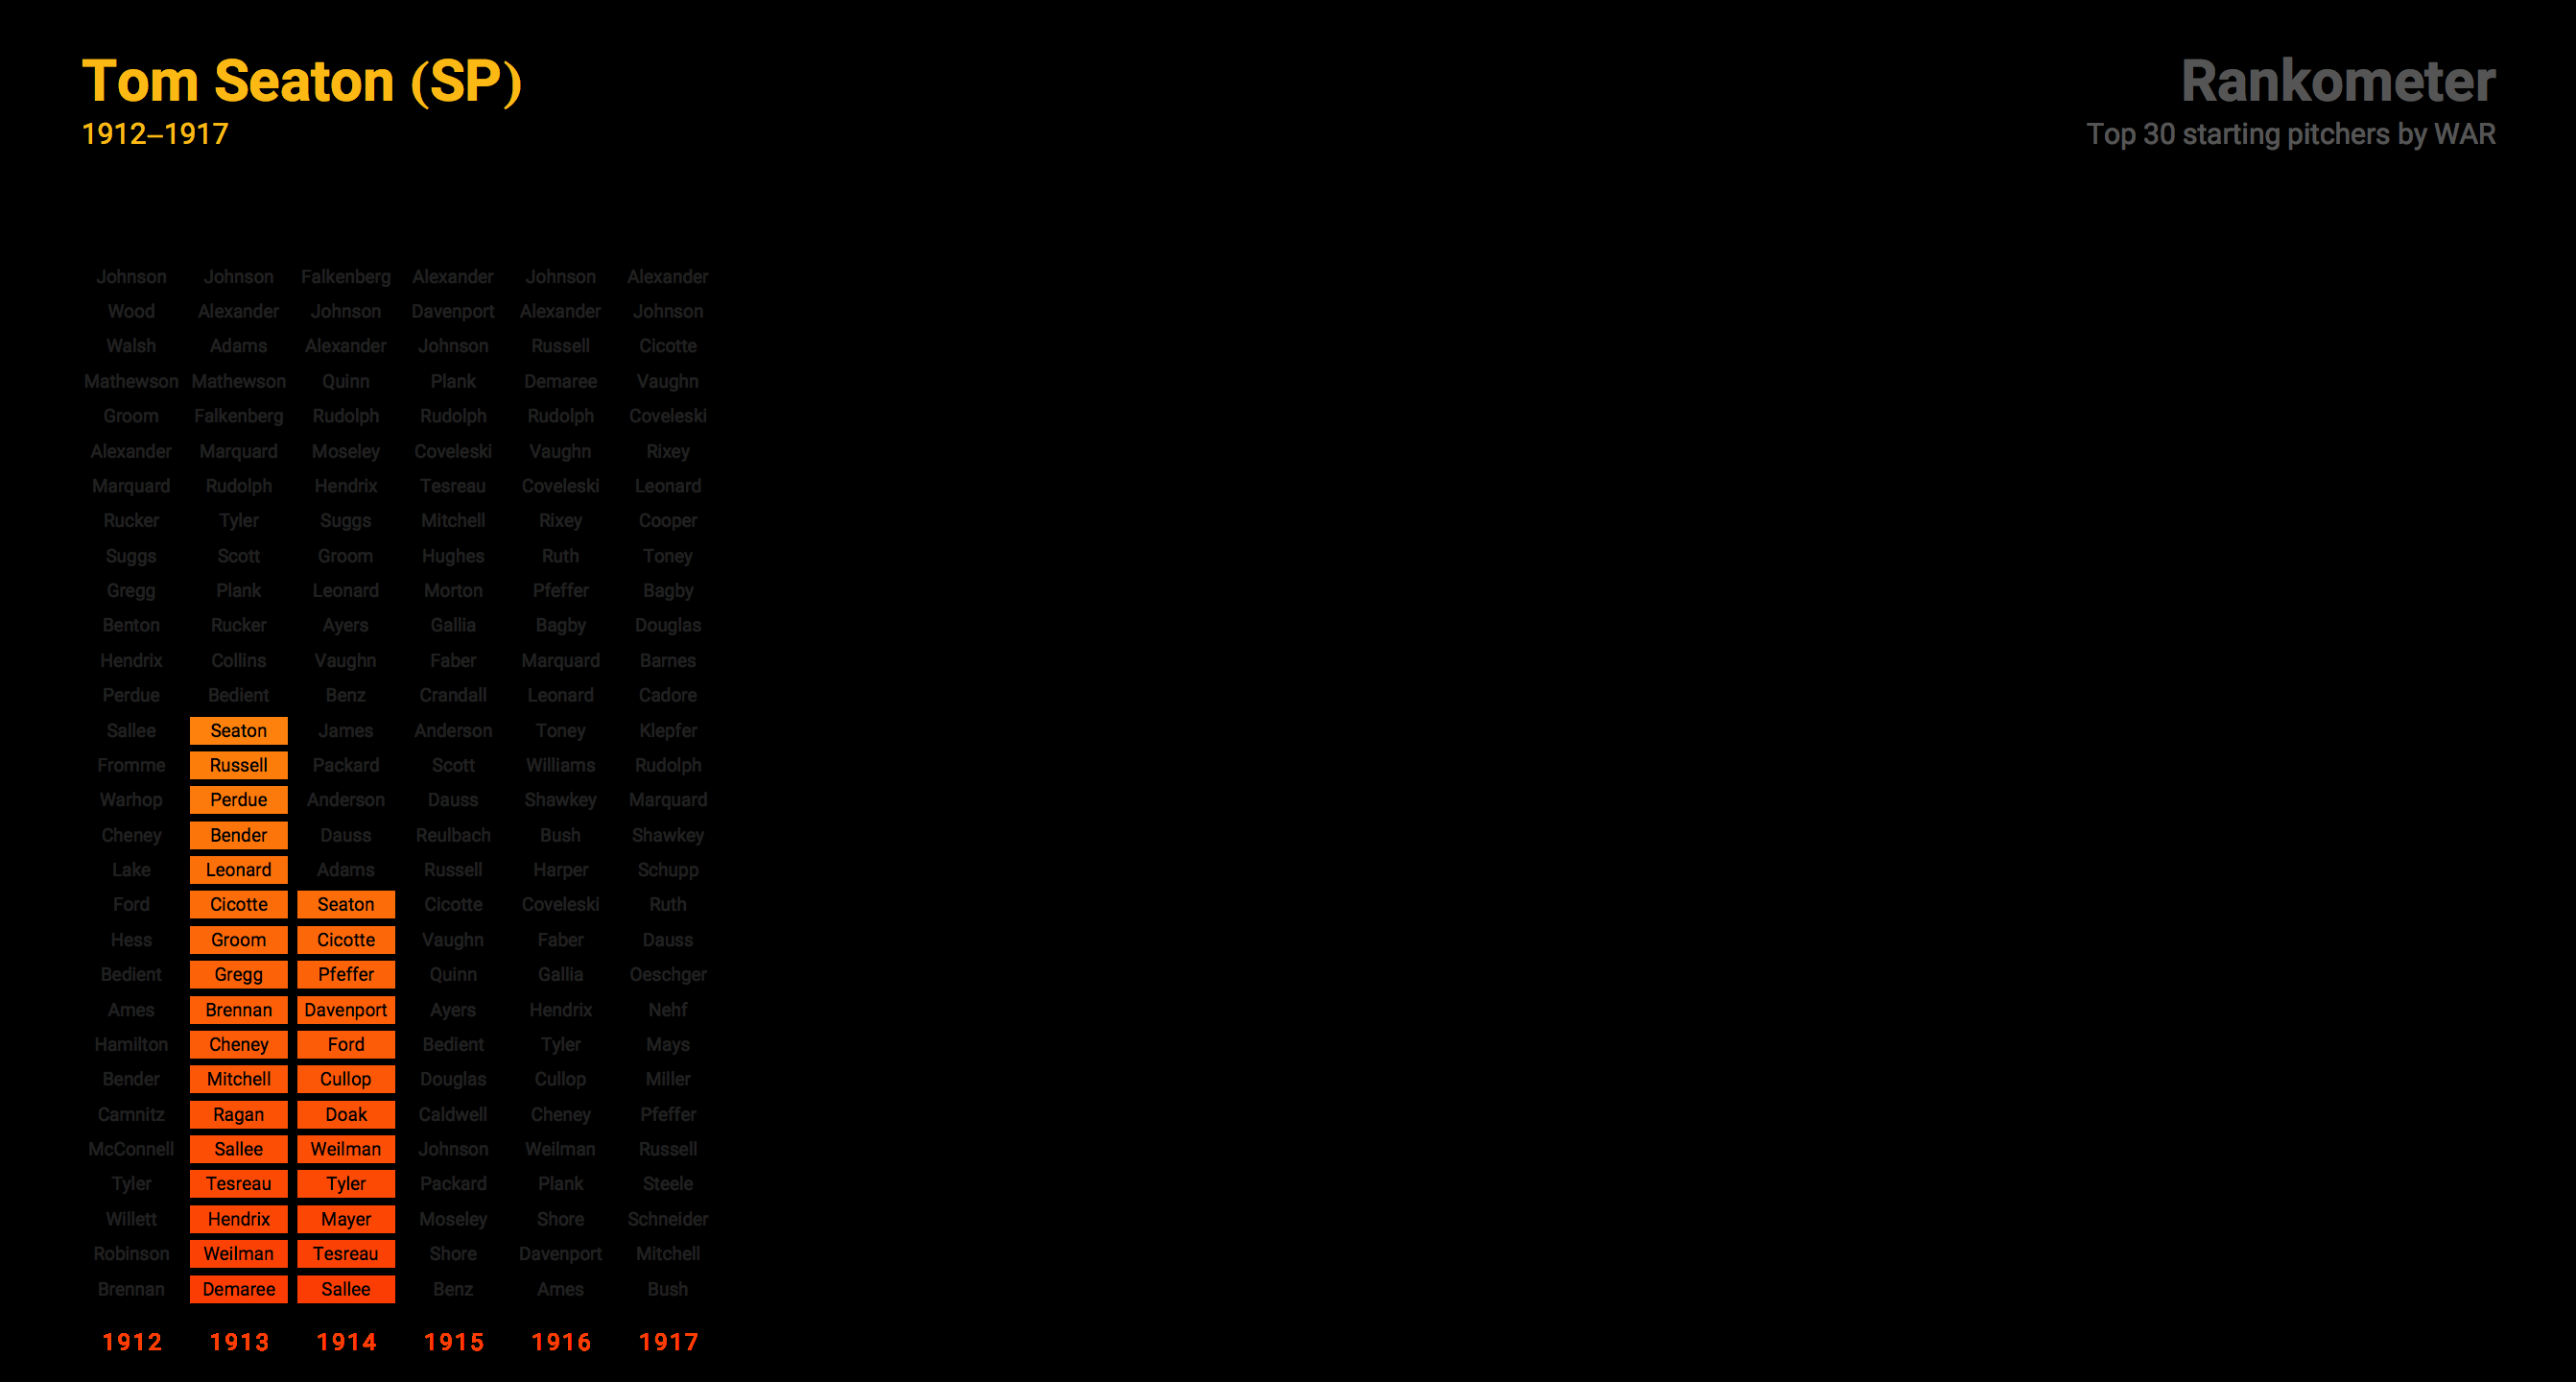 Tom Seaton (SP)
1912–1917
Rankometer
Top 30 starting pitchers by WAR
Johnson Johnson Falkenberg Alexander Johnson Alexander
Wood Alexander Johnson Davenport Alexander Johnson
Walsh Adams Alexander Johnson Russell Cicotte
Mathewson Mathewson Quinn Plank Demaree Vaughn
Groom Falkenberg Rudolph Rudolph Rudolph Coveleski
Alexander Marquard Moseley Coveleski Vaughn Rixey
Marquard Rudolph Hendrix Tesreau Coveleski Leonard
Rucker Tyler Suggs Mitchell Rixey Cooper
Suggs Scott Groom Hughes Ruth Toney
Gregg Plank Leonard Morton Pfeffer Bagby
Benton Rucker Ayers Gallia Bagby Douglas
Hendrix Collins Vaughn Faber Marquard Barnes
Perdue Bedient Benz Crandall Leonard Cadore
Sallee Seaton James Anderson Toney Klepfer
Fromme Russell Packard Scott Williams Rudolph
Warhop Perdue Anderson Dauss Shawkey Marquard
Cheney Bender Dauss Reulbach Bush Shawkey
Lake Leonard Adams Russell Harper Schupp
Ford Cicotte Seaton Cicotte Coveleski Ruth
Hess Groom Cicotte Vaughn Faber Dauss
Bedient Gregg Pfeffer Quinn Gallia Oeschger
Ames Brennan Davenport Ayers Hendrix Nehf
Hamilton Cheney Ford Bedient Tyler Mays
Bender Mitchell Cullop Douglas Cullop Miller
Camnitz Ragan Doak Caldwell Cheney Pfeffer
McConnell Sallee Weilman Johnson Weilman Russell
Tyler Tesreau Tyler Packard Plank Steele
Willett Hendrix Mayer Moseley Shore Schneider
Robinson Weilman Tesreau Shore Davenport Mitchell
Brennan Demaree Sallee Benz Ames Bush
1912 1913 1914 1915 1916 1917